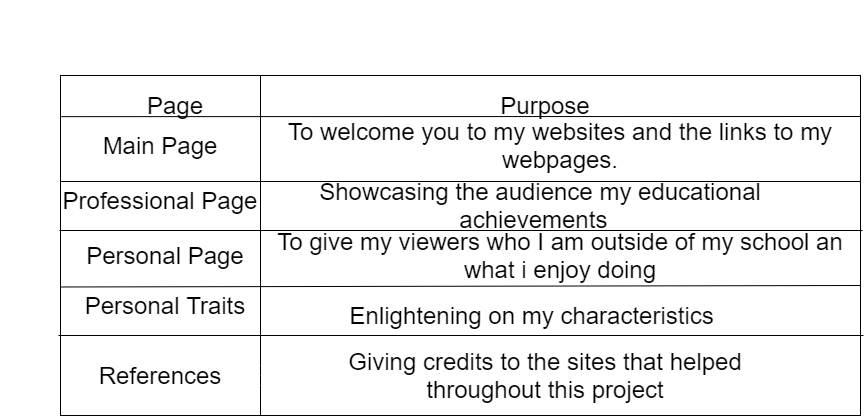 Page
Purpose
Main Page
To welcome you to my websites and the links to my
webpages.
Professional Page
Showcasing the audience my educational
achievements
Personal Page
To give my viewers who I am outside of my school an
what i enjoy doing
Personal Traits
Enlightening on my characteristics
References
Giving credits to the sites that helped
throughout this project